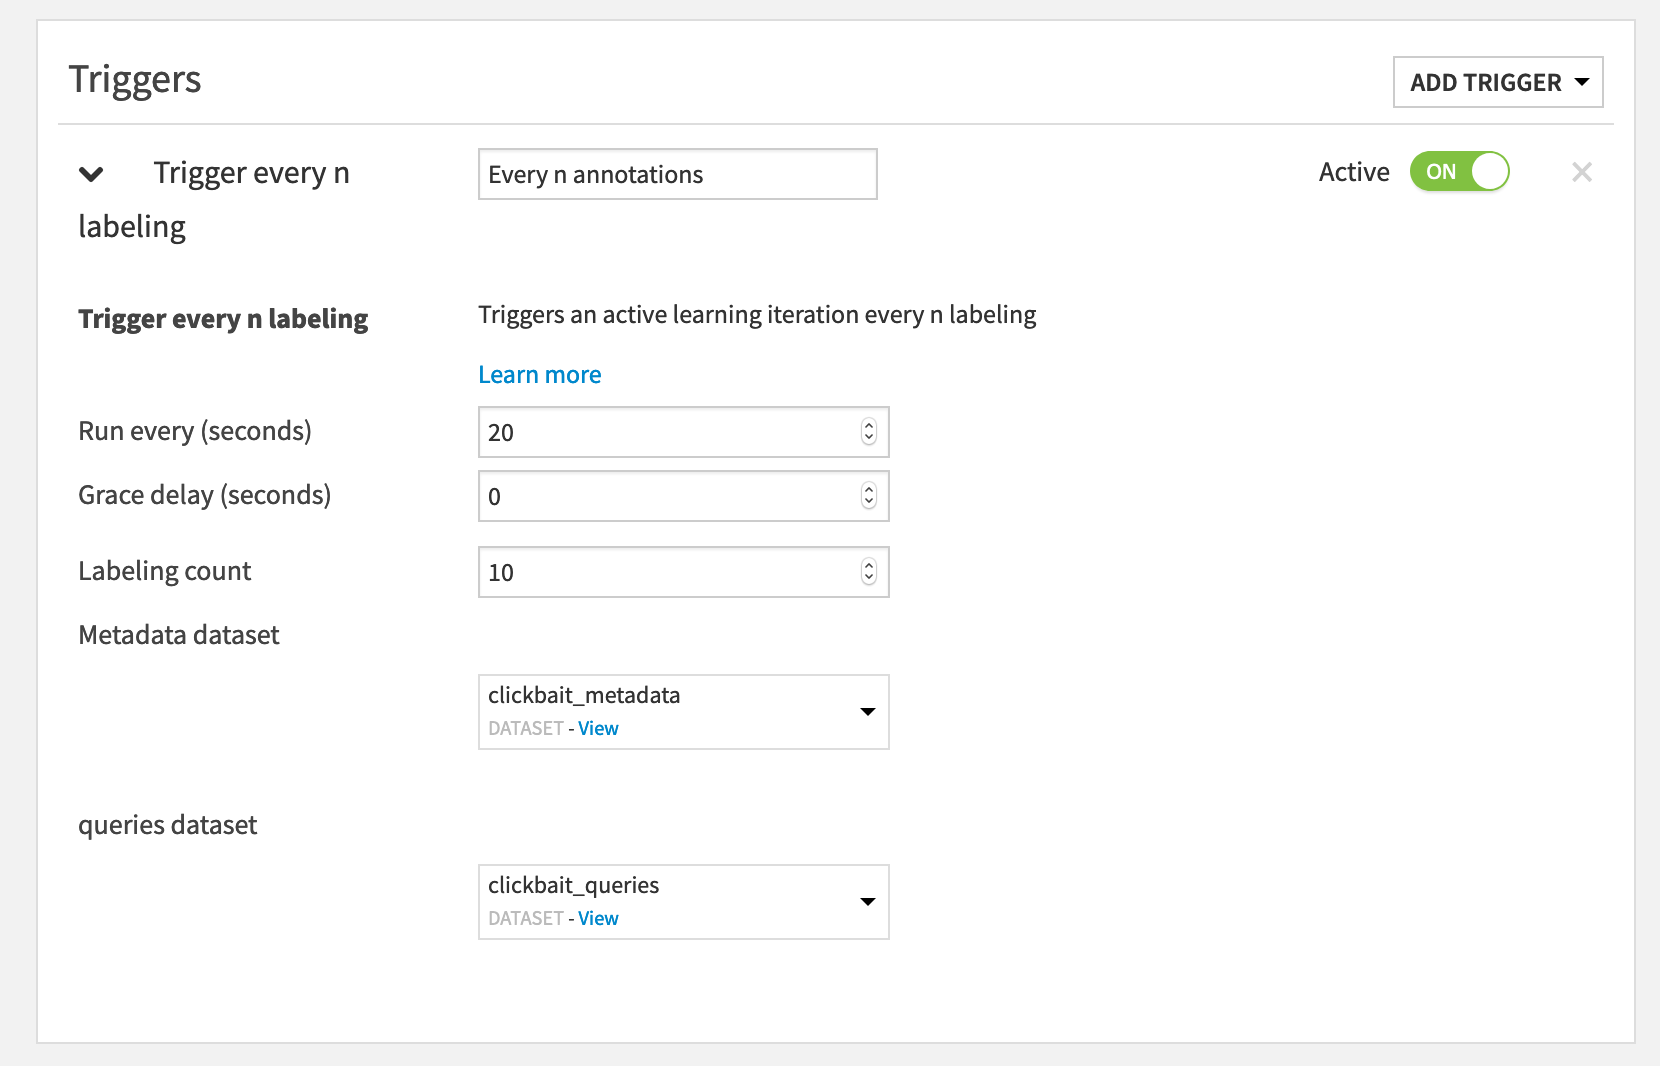 Triggers
ADD TRIGGER
Trigger every n
labeling
Every n annotations
Active
ON
Trigger every n labeling
Triggers an active learning iteration every n labeling
Learn more
Run every (seconds)
20
Grace delay (seconds)
0
Labeling count
10
Metadata dataset
clickbait_metadata
DATASET - View
queries dataset
clickbait_queries
DATASET - View